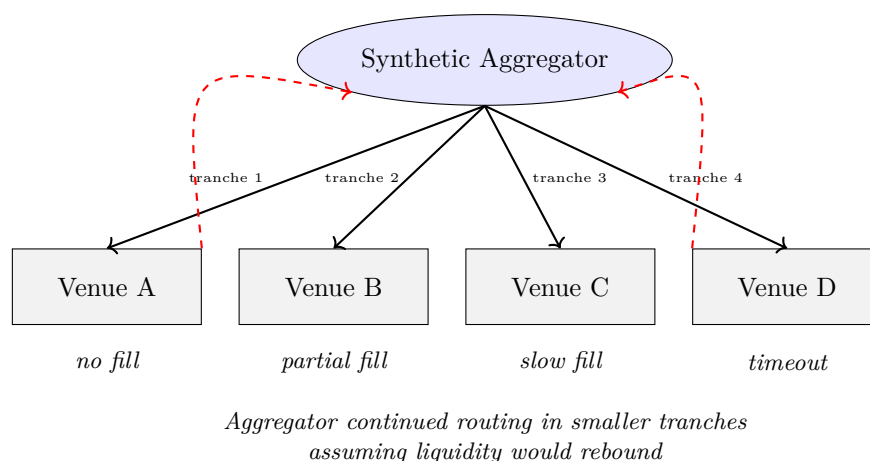 Synthetic Aggregator
tranche 1
tranche 2
tranche 3
tranche 4
Venue A
Venue B
Venue C
Venue D
no fill
partial fill
slow fill
timeout
Aggregator continued routing in smaller tranches
assuming liquidity would rebound